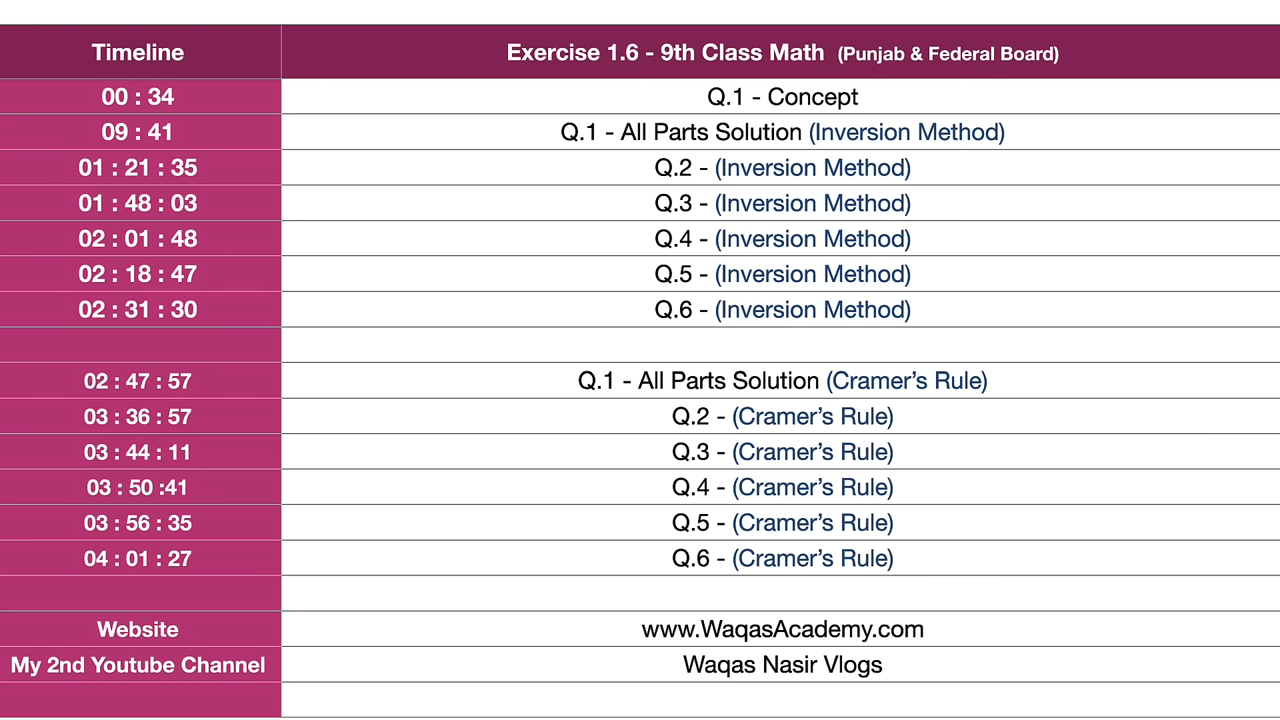 Timeline Exercise 1.6 - 9th Class Math (Punjab & Federal Board)
00 : 34 Q.1 - Concept
09 : 41 Q.1 - All Parts Solution (Inversion Method)
01 : 21 : 35 Q.2 - (Inversion Method)
01 : 48 : 03 Q.3 - (Inversion Method)
02 : 01 : 48 Q.4 - (Inversion Method)
02 : 18 : 47 Q.5 - (Inversion Method)
02 : 31 : 30 Q.6 - (Inversion Method)
02 : 47 : 57 Q.1 - All Parts Solution (Cramer’s Rule)
03 : 36 : 57 Q.2 - (Cramer’s Rule)
03 : 44 : 11 Q.3 - (Cramer’s Rule)
03 : 50 :41 Q.4 - (Cramer’s Rule)
03 : 56 : 35 Q.5 - (Cramer’s Rule)
04 : 01 : 27 Q.6 - (Cramer’s Rule)
Website www.WaqasAcademy.com
My 2nd Youtube Channel Waqas Nasir Vlogs